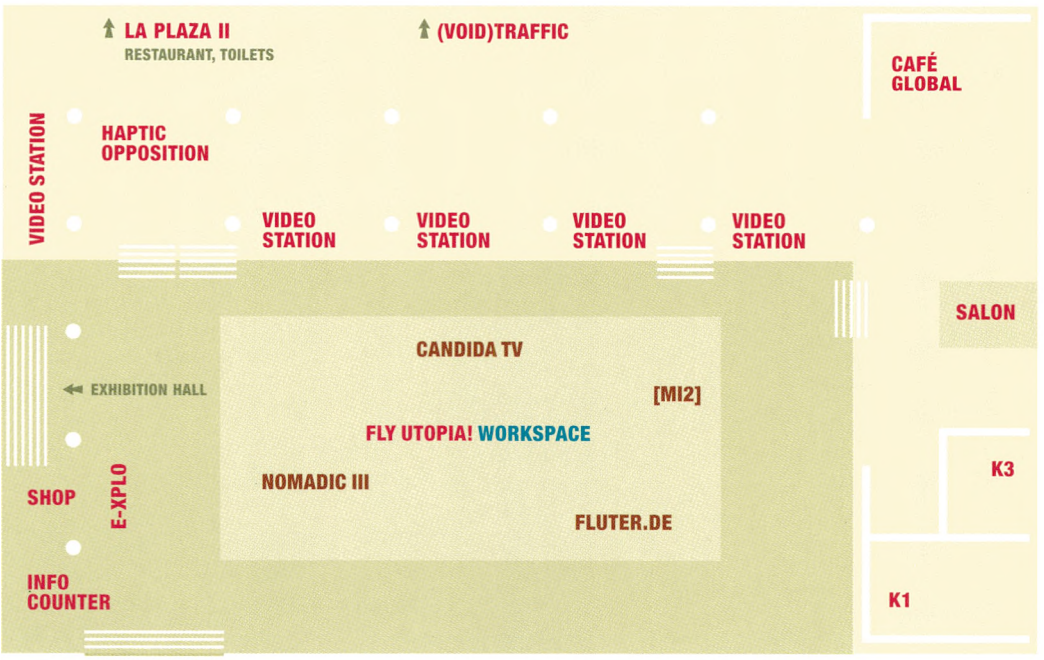 LA PLAZA II
RESTAURANT, TOILETS
(VOID)TRAFFIC
CAFÉ
GLOBAL
VIDEO STATION
HAPTIC
OPPOSITION
VIDEO
STATION
VIDEO
STATION
VIDEO
STATION
VIDEO
STATION
SALON
CANDIDA TV
EXHIBITION HALL
[MI2]
FLY UTOPIA! WORKSPACE
K3
NOMADIC III
SHOP
E-XPLO
FLUTER.DE
INFO
COUNTER
K1